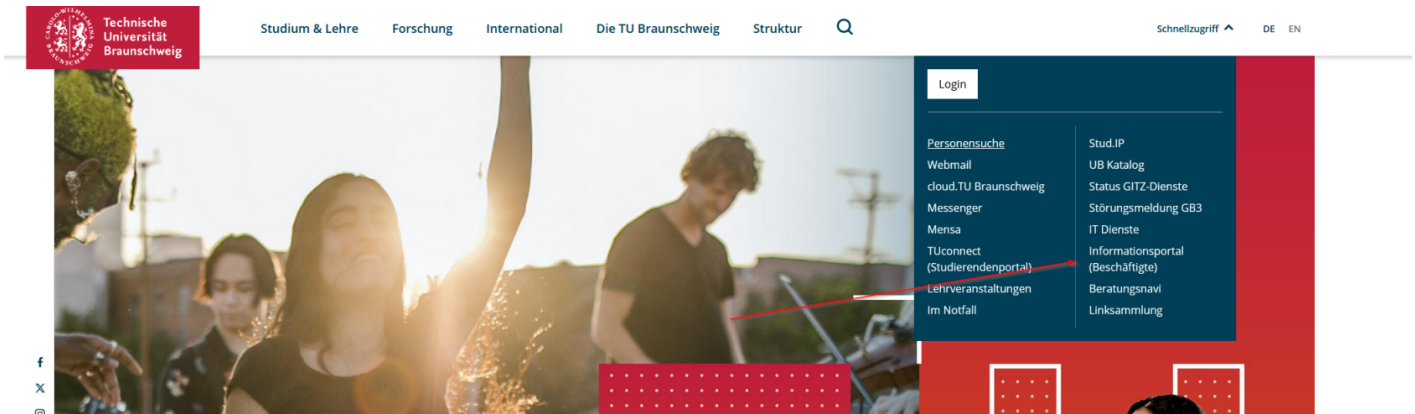 Technische
Universität
Braunschweig
Studium & Lehre
Forschung
International
Die TU Braunschweig
Struktur
Schnellzugriff
DE EN
Login
Personensuche
Webmail
cloud.TU Braunschweig
Messenger
Mensa
TUconnect
(Studierendenportal)
Lehrveranstaltungen
Im Notfall
Stud.IP
UB Katalog
Status GITZ-Dienste
Störungsmeldung GB3
IT Dienste
Informationsportal
(Beschäftigte)
Beratungsnavi
Linksammlung